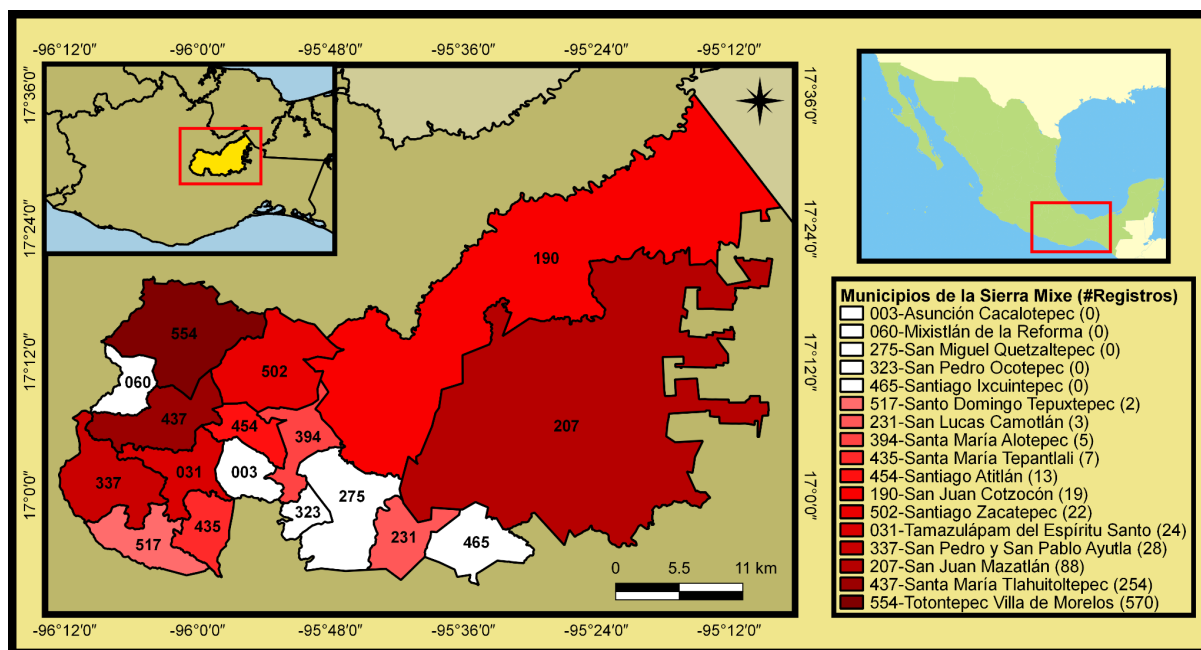 -96°12′0″ -96°0′0″ -95°48′0″ -95°36′0″ -95°24′0″ -95°12′0″
17°36′0″ 17°36′0″
17°24′0″ 17°24′0″
190
554
17°12′0″ 17°12′0″
502
060
437
454
394
207
003
031
337
275
17°0′0″ 17°0′0″
323
435
231
465
517
0 5.5 11 km
-96°12′0″ -96°0′0″ -95°48′0″ -95°36′0″ -95°24′0″ -95°12′0″
Municipios de la Sierra Mixe (#Registros)
003-Asunción Cacalotepec (0)
060-Mixistlán de la Reforma (0)
275-San Miguel Quetzaltepec (0)
323-San Pedro Ocotepec (0)
465-Santiago Ixcuintepec (0)
517-Santo Domingo Tepuxtepec (2)
231-San Lucas Camotlán (3)
394-Santa María Alotepec (5)
435-Santa María Tepantlali (7)
454-Santiago Atitlán (13)
190-San Juan Cotzocón (19)
502-Santiago Zacatepec (22)
031-Tamazulápam del Espíritu Santo (24)
337-San Pedro y San Pablo Ayutla (28)
207-San Juan Mazatlán (88)
437-Santa María Tlahuitoltepec (254)
554-Totontepec Villa de Morelos (570)